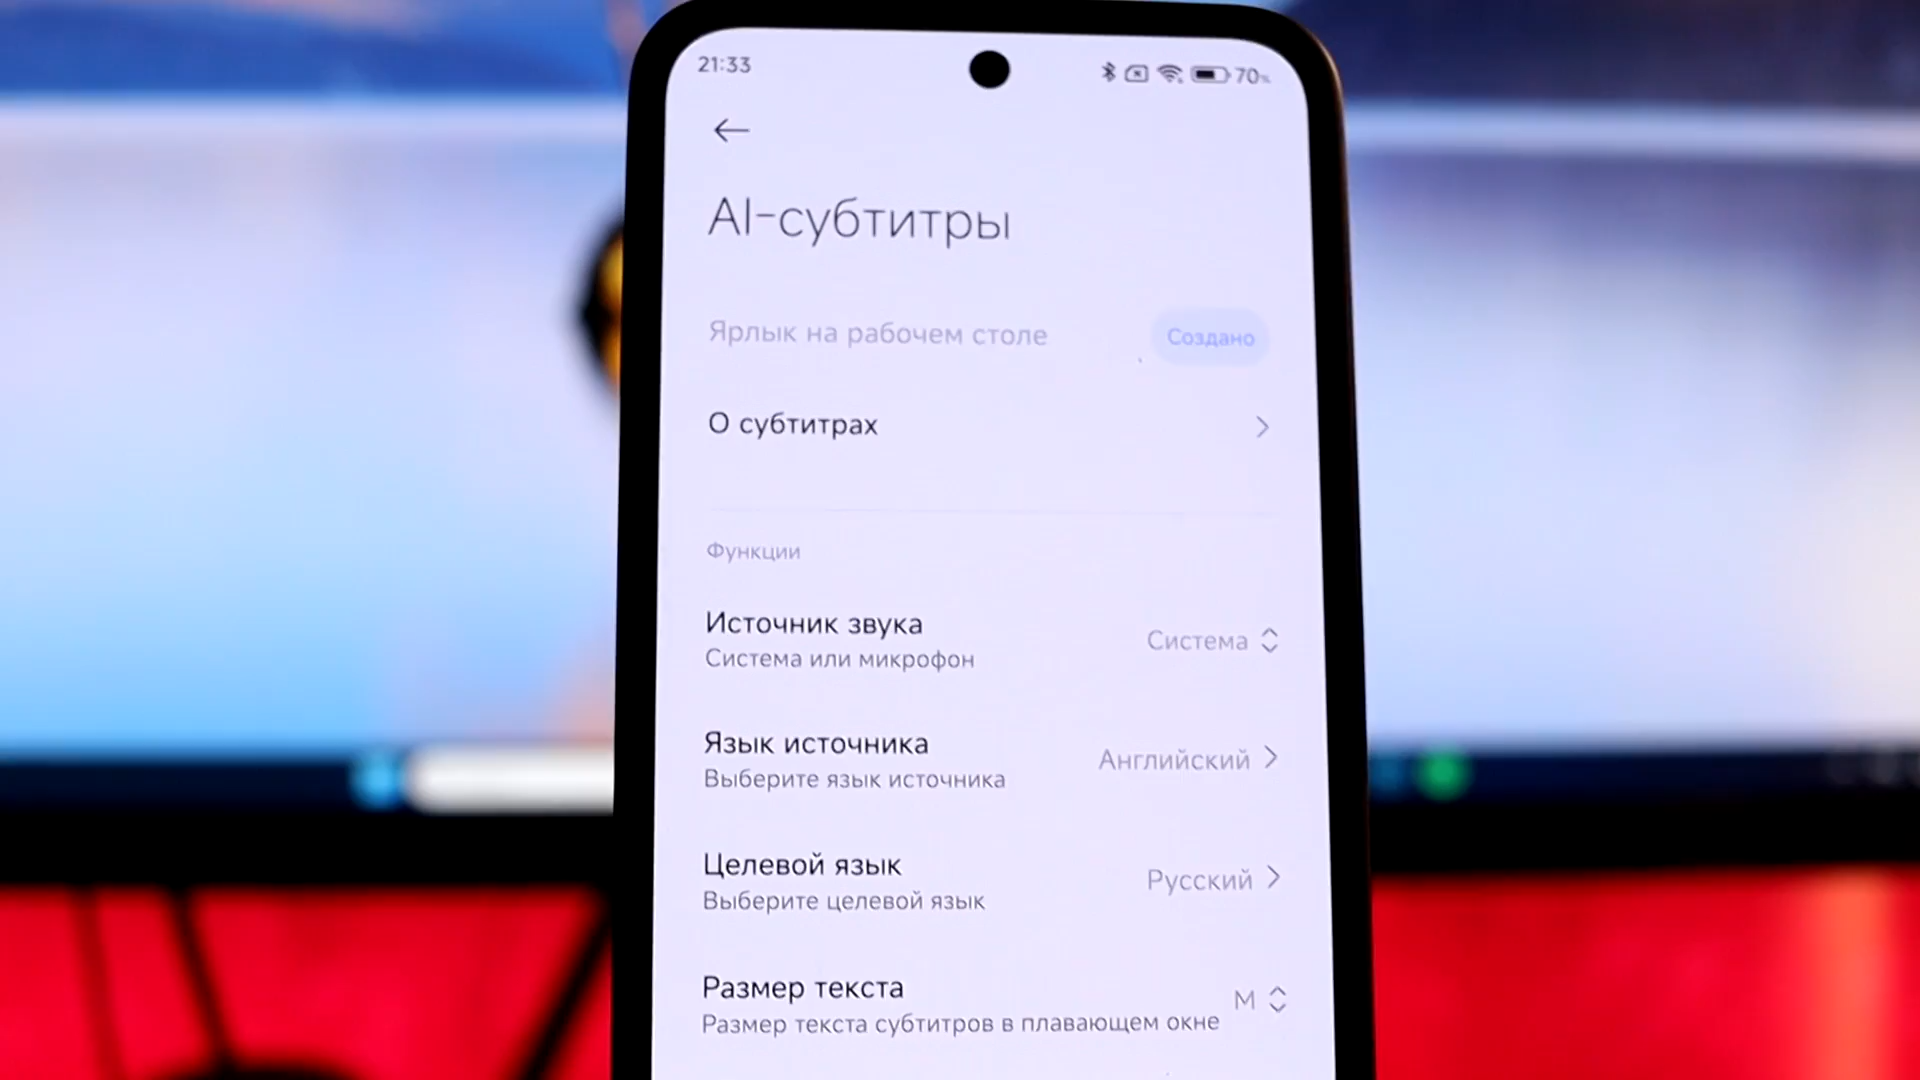 21:33
70%
AI-субтитры
Ярлык на рабочем столе
Создано
О субтитрах
Функции
Источник звука
Система
Система или микрофон
Язык источника
Английский
Выберите язык источника
Целевой язык
Русский
Выберите целевой язык
Размер текста
M
Размер текста субтитров в плавающем окне